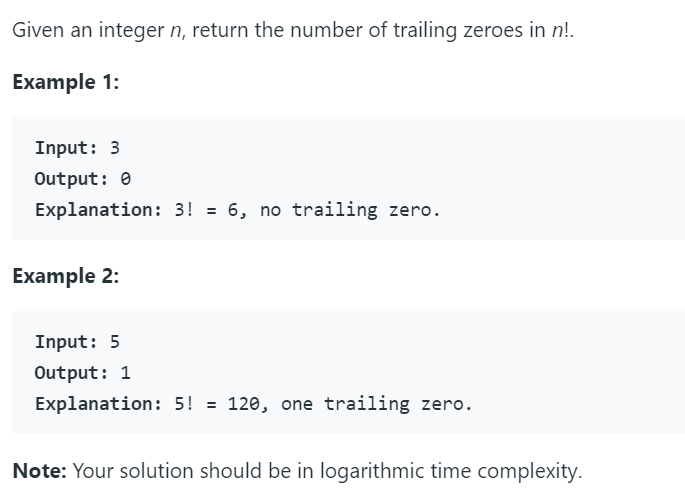 Given an integer n, return the number of trailing zeroes in n!.
Example 1:
Input: 3
Output: 0
Explanation: 3! = 6, no trailing zero.
Example 2:
Input: 5
Output: 1
Explanation: 5! = 120, one trailing zero.
Note: Your solution should be in logarithmic time complexity.